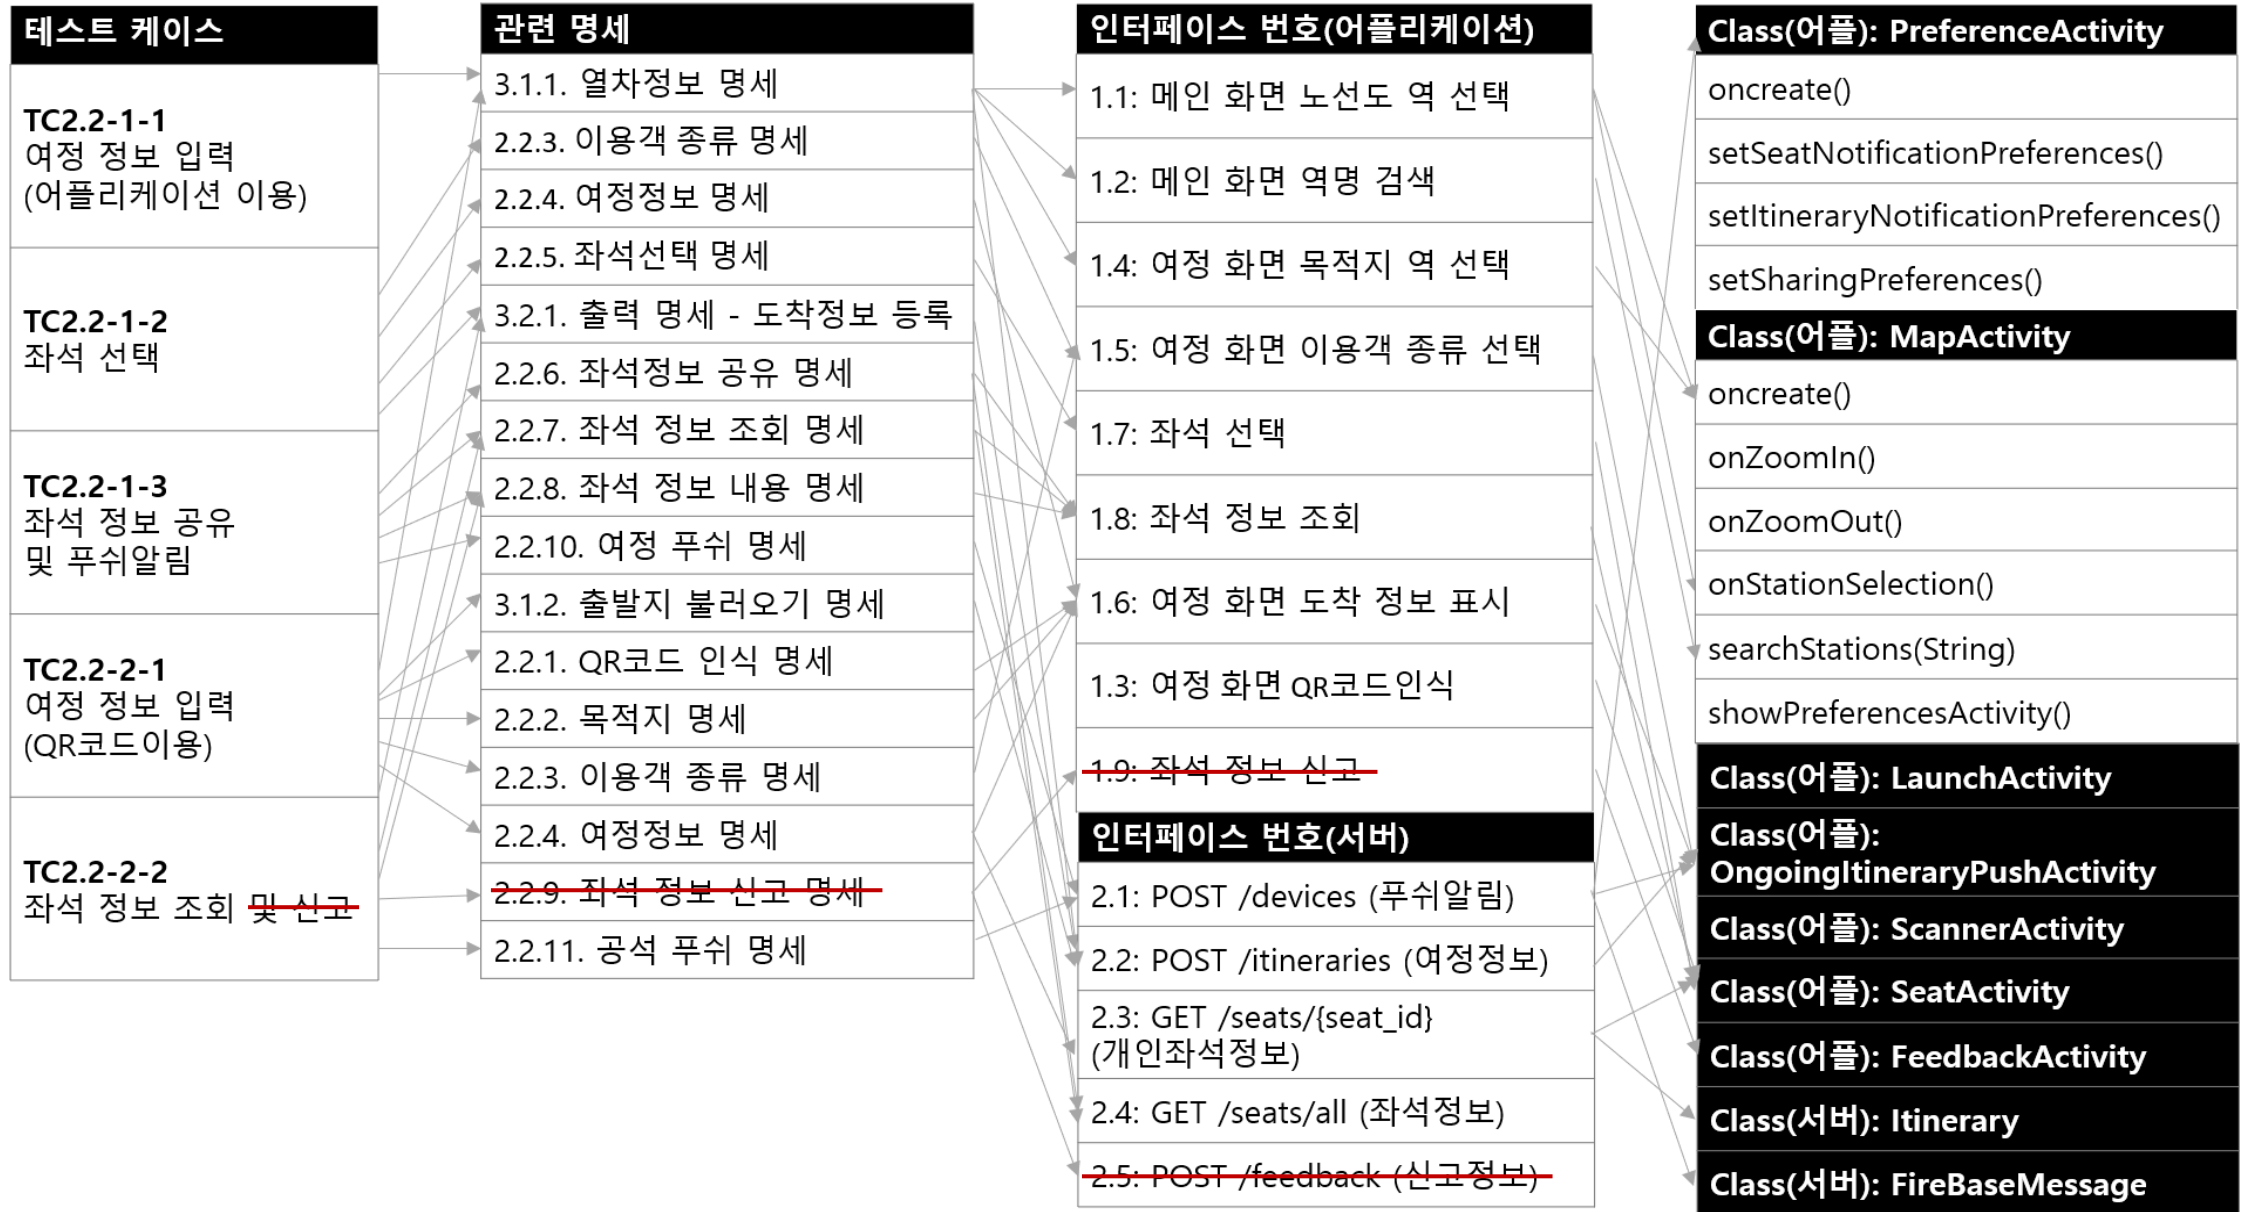 테스트 케이스
TC2.2-1-1
여정 정보 입력
(어플리케이션 이용)
TC2.2-1-2
좌석 선택
TC2.2-1-3
좌석 정보 공유
및 푸쉬알림
TC2.2-2-1
여정 정보 입력
(QR코드이용)
TC2.2-2-2
좌석 정보 조회 및 신고
관련 명세
3.1.1. 열차정보 명세
2.2.3. 이용객 종류 명세
2.2.4. 여정정보 명세
2.2.5. 좌석선택 명세
3.2.1. 출력 명세 - 도착정보 등록
2.2.6. 좌석정보 공유 명세
2.2.7. 좌석 정보 조회 명세
2.2.8. 좌석 정보 내용 명세
2.2.10. 여정 푸쉬 명세
3.1.2. 출발지 불러오기 명세
2.2.1. QR코드 인식 명세
2.2.2. 목적지 명세
2.2.3. 이용객 종류 명세
2.2.4. 여정정보 명세
2.2.9. 좌석 정보 신고 명세
2.2.11. 공석 푸쉬 명세
인터페이스 번호(어플리케이션)
1.1: 메인 화면 노선도 역 선택
1.2: 메인 화면 역명 검색
1.4: 여정 화면 목적지 역 선택
1.5: 여정 화면 이용객 종류 선택
1.7: 좌석 선택
1.8: 좌석 정보 조회
1.6: 여정 화면 도착 정보 표시
1.3: 여정 화면 QR코드인식
1.9: 좌석 정보 신고
인터페이스 번호(서버)
2.1: POST /devices (푸쉬알림)
2.2: POST /itineraries (여정정보)
2.3: GET /seats/{seat_id}
(개인좌석정보)
2.4: GET /seats/all (좌석정보)
2.5: POST /feedback (신고정보)
Class(어플): PreferenceActivity
oncreate()
setSeatNotificationPreferences()
setItineraryNotificationPreferences()
setSharingPreferences()
Class(어플): MapActivity
oncreate()
onZoomIn()
onZoomOut()
onStationSelection()
searchStations(String)
showPreferencesActivity()
Class(어플): LaunchActivity
Class(어플):
OngoingItineraryPushActivity
Class(어플): ScannerActivity
Class(어플): SeatActivity
Class(어플): FeedbackActivity
Class(서버): Itinerary
Class(서버): FireBaseMessage